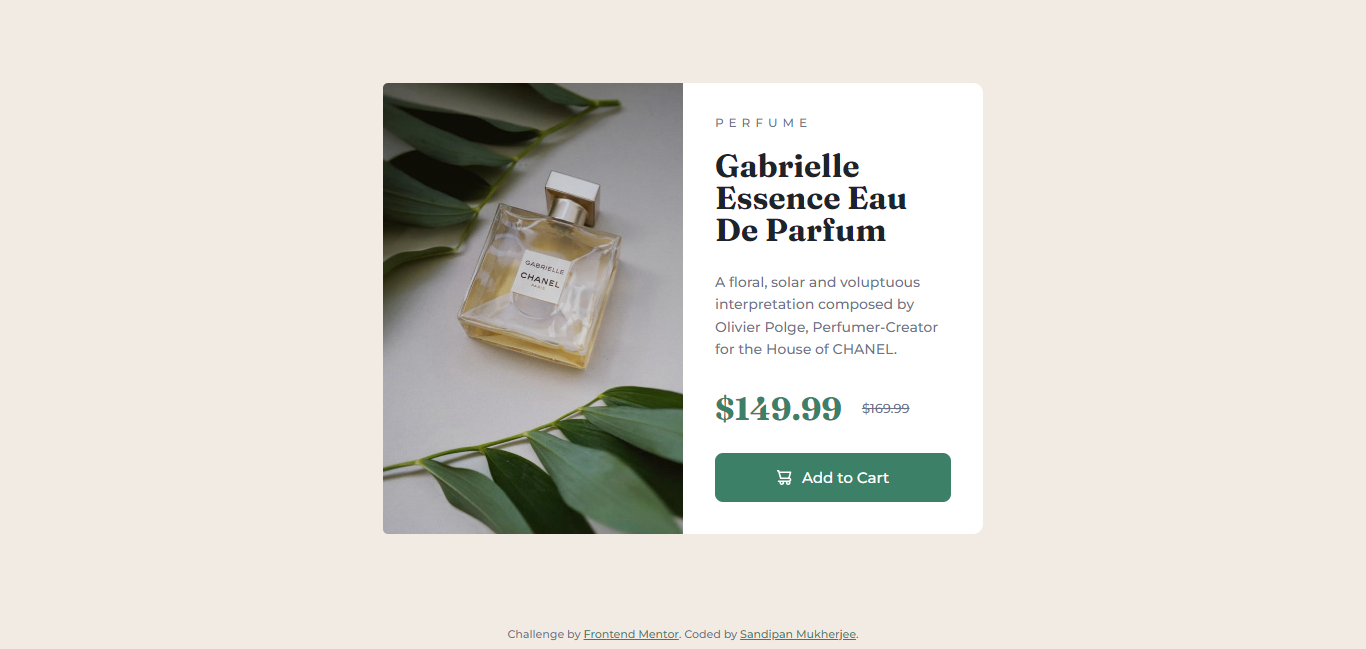 GABRIELLE
CHANEL
PARIS
PERFUME
Gabrielle
Essence Eau
De Parfum
A floral, solar and voluptuous
interpretation composed by
Olivier Polge, Perfumer-Creator
for the House of CHANEL.
$149.99 $169.99
Add to Cart
Challenge by Frontend Mentor. Coded by Sandipan Mukherjee.